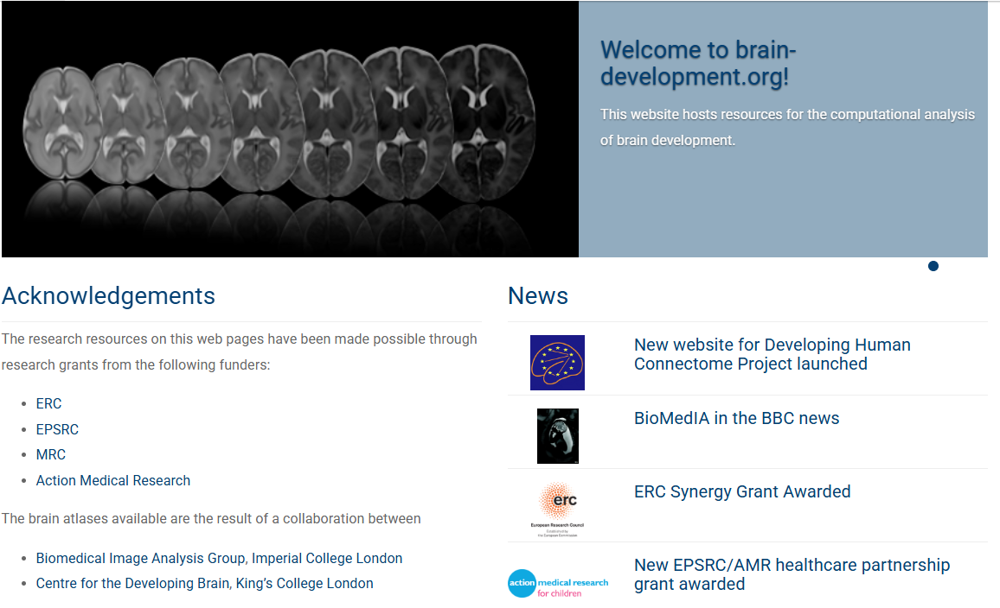 Welcome to brain-
development.org!
This website hosts resources for the computational analysis
of brain development.
Acknowledgements
The research resources on this web pages have been made possible through
research grants from the following funders:
ERC
EPSRC
MRC
Action Medical Research
The brain atlases available are the result of a collaboration between
Biomedical Image Analysis Group, Imperial College London
Centre for the Developing Brain, King's College London
News
New website for Developing Human
Connectome Project launched
BioMedIA in the BBC news
erc
European Research Council
Established by
the European Commission
ERC Synergy Grant Awarded
action medical research
for children
New EPSRC/AMR healthcare partnership
grant awarded